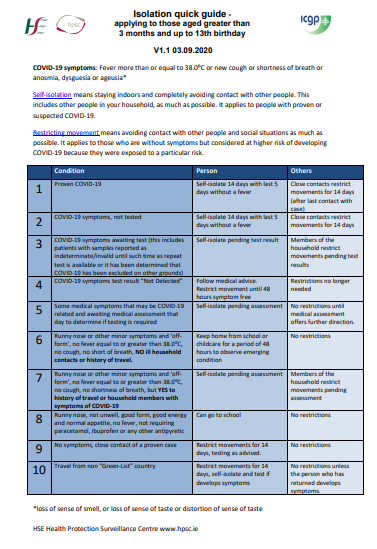 Isolation quick guide -
applying to those aged greater than
3 months and up to 13th birthday
V1.1 03.09.2020
hpsc
icgp
COVID-19 symptoms: Fever more than or equal to 38.0⁰C or new cough or shortness of breath or
anosmia, dysguesia or ageusia*
Self-isolation means staying indoors and completely avoiding contact with other people. This
includes other people in your household, as much as possible. It applies to people with proven or
suspected COVID-19.
Restricting movement means avoiding contact with other people and social situations as much as
possible. It applies to those who are without symptoms but considered at higher risk of developing
COVID-19 because they were exposed to a particular risk.
Condition Person Others
1 Proven COVID-19 Self-isolate 14 days with last 5 Close contacts restrict
days without a fever movements for 14 days
(after last contact with
case)
2 COVID-19 symptoms, not tested Self-isolate 14 days with last 5 Close contacts restrict
days without a fever movements for 14 days
3 COVID-19 symptoms awaiting test (this includes Self-isolate pending test result Members of the
patients with samples reported as household restrict
indeterminate/invalid until such time as repeat movements pending test
test is available or it has been determined that results
COVID-19 has been excluded on other grounds)
4 COVID-19 symptoms test result "Not Detected" Follow medical advice. Restrictions no longer
Restrict movement until 48 needed
hours symptom free
5 Some medical symptoms that may be COVID-19 Self-isolate pending assessment No restrictions until
related and awaiting medical assessment that medical assessment
day to determine if testing is required offers further direction.
6 Runny nose or other minor symptoms and 'off- Keep home from school or No restrictions
form', no fever equal to or greater than 38.0⁰C, childcare for a period of 48
no cough, no short of breath, NO ill household hours to observe emerging
contacts or history of travel. condition
7 Runny nose or other minor symptoms and 'off- Self-isolate pending assessment Members of the
form', no fever equal to or greater than 38.0⁰C, household restrict
no cough, no shortness of breath, but YES to movements pending
history of travel or household members with assessment
symptoms of COVID-19
8 Runny nose, not unwell, good form, good energy Can go to school No restrictions
and normal appetite, no fever, not requiring
paracetamol, ibuprofen or any other antipyretic
9 No symptoms, close contact of a proven case Restrict movements for 14 No restrictions
days, testing as advised.
10 Travel from non "Green-List" country Restrict movements for 14 No restrictions unless
days, self-isolate and test if the person who has
develops symptoms returned develops
symptoms.
*loss of sense of smell, or loss of sense of taste or distortion of sense of taste
HSE Health Protection Surveillance Centre www.hpsc.ie